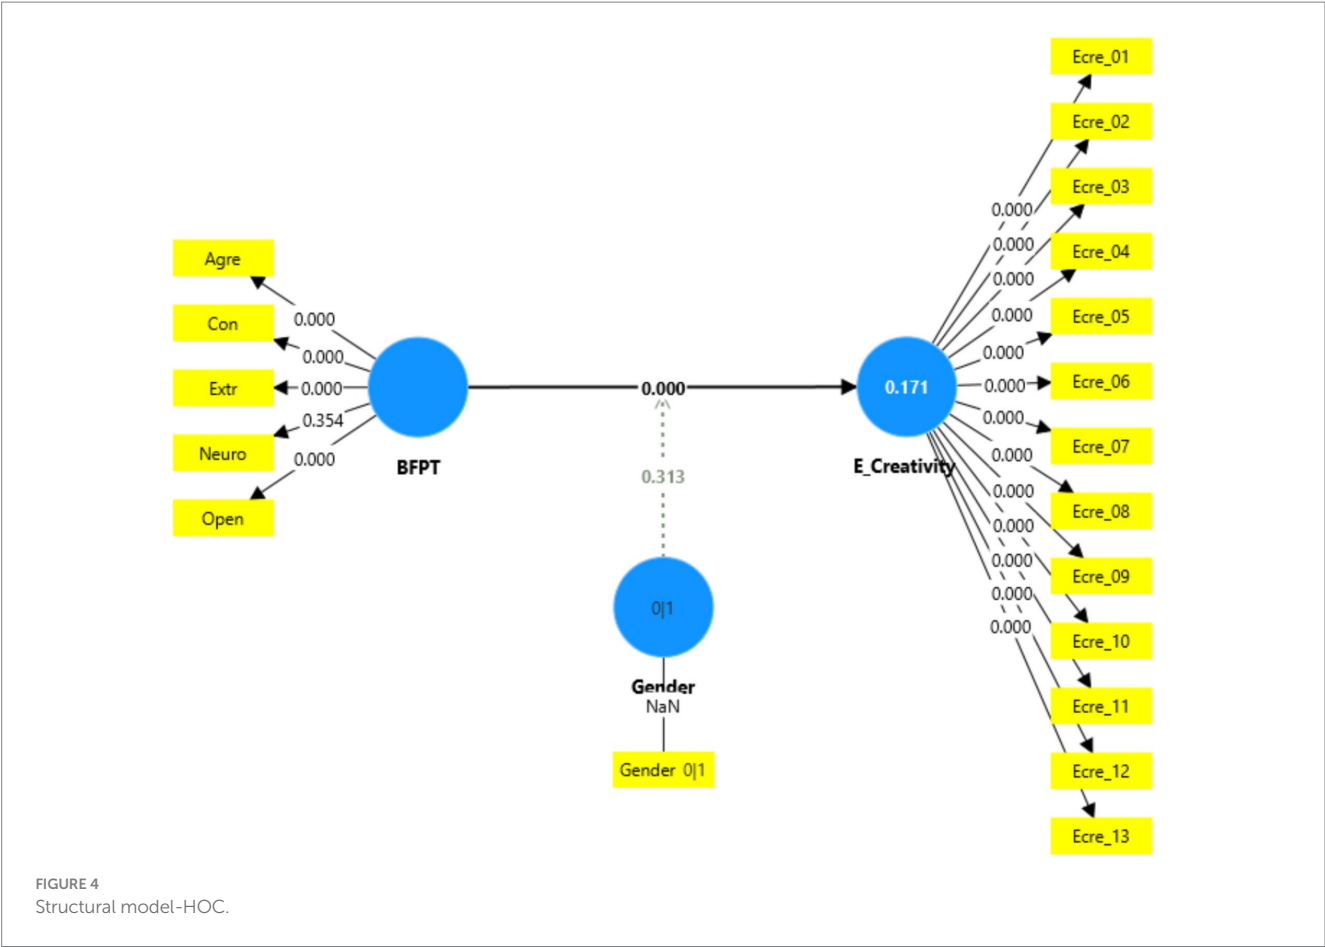 Agre
Con
Extr
Neuro
Open
0.000
0.000
0.000
0.354
0.000
BFPT
0.000
0.313
0|1
Gender
NaN
Gender 0|1
0.171
E_Creativity
0.000
0.000
0.000
0.000
0.000
0.000
0.000
0.000
0.000
0.000
0.000
0.000
0.000
Ecre_01
Ecre_02
Ecre_03
Ecre_04
Ecre_05
Ecre_06
Ecre_07
Ecre_08
Ecre_09
Ecre_10
Ecre_11
Ecre_12
Ecre_13
FIGURE 4
Structural model-HOC.